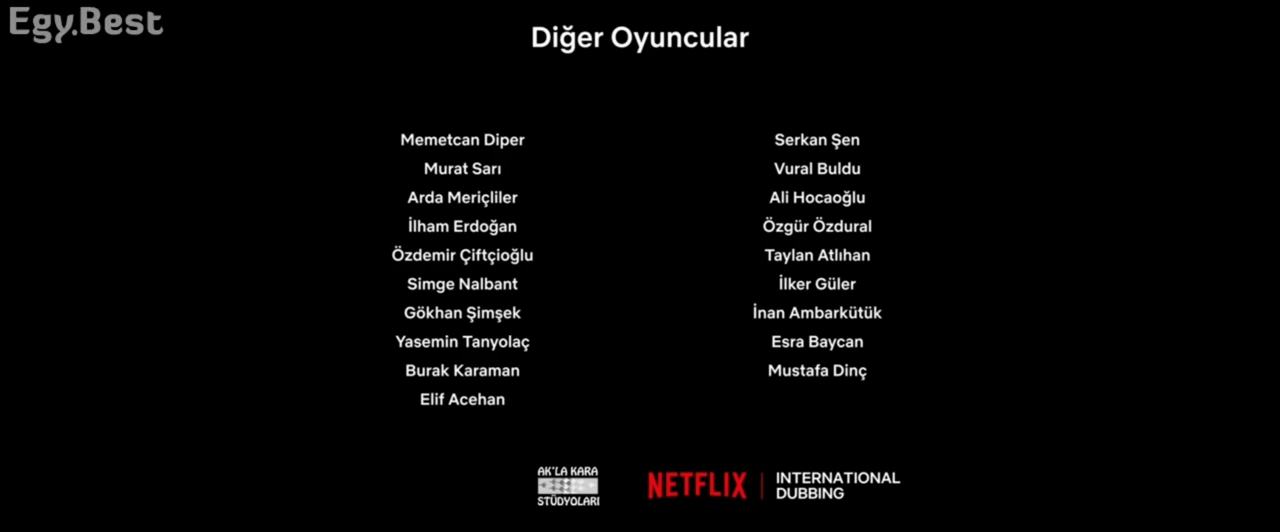 Egy.Best
Diğer Oyuncular
Memetcan Diper
Murat Sarı
Arda Meriçliler
İlham Erdoğan
Özdemir Çiftçioğlu
Simge Nalbant
Gökhan Şimşek
Yasemin Tanyolaç
Burak Karaman
Elif Acehan
Serkan Şen
Vural Buldu
Ali Hocaoğlu
Özgür Özdural
Taylan Atlıhan
İlker Güler
İnan Ambarkütük
Esra Baycan
Mustafa Dinç
AK'LA KARA
STÜDYOLARI
NETFLIX
INTERNATIONAL
DUBBING